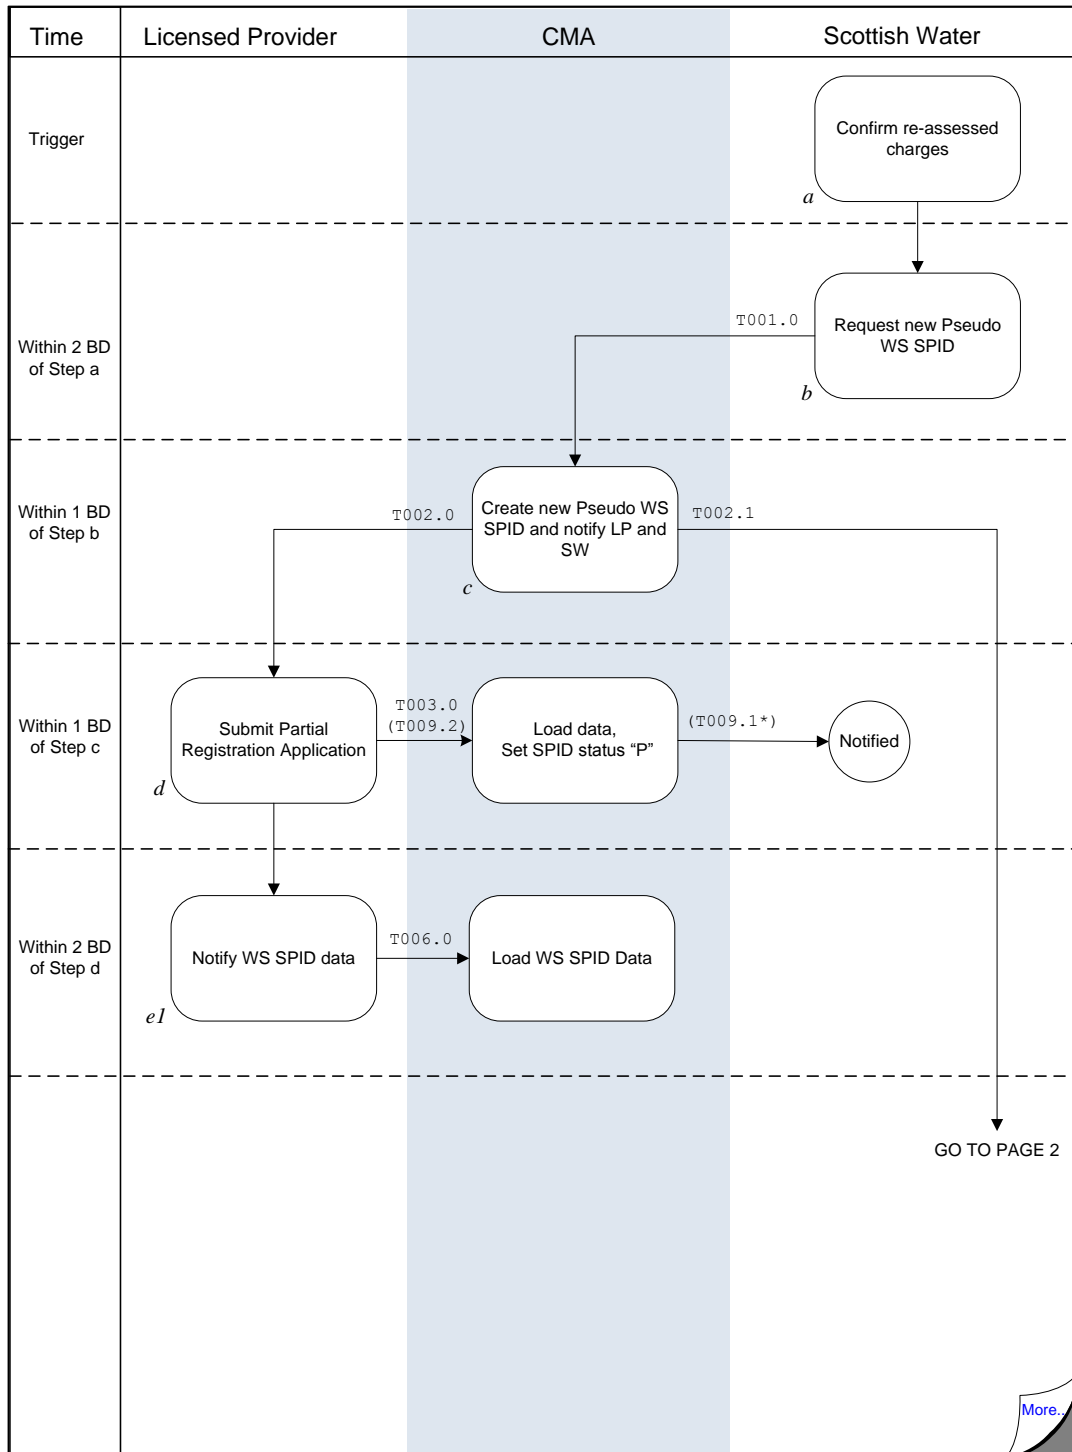 Time
Licensed Provider
CMA
Scottish Water
Trigger
Confirm re-assessed
charges
a
Within 2 BD
of Step a
T001.0
Request new Pseudo
WS SPID
b
Within 1 BD
of Step b
T002.0
Create new Pseudo WS
SPID and notify LP and
SW
T002.1
c
Within 1 BD
of Step c
Submit Partial
Registration Application
d
T003.0
(T009.2)
Load data,
Set SPID status “P”
(T009.1*)
Notified
Within 2 BD
of Step d
Notify WS SPID data
e1
T006.0
Load WS SPID Data
GO TO PAGE 2
More..